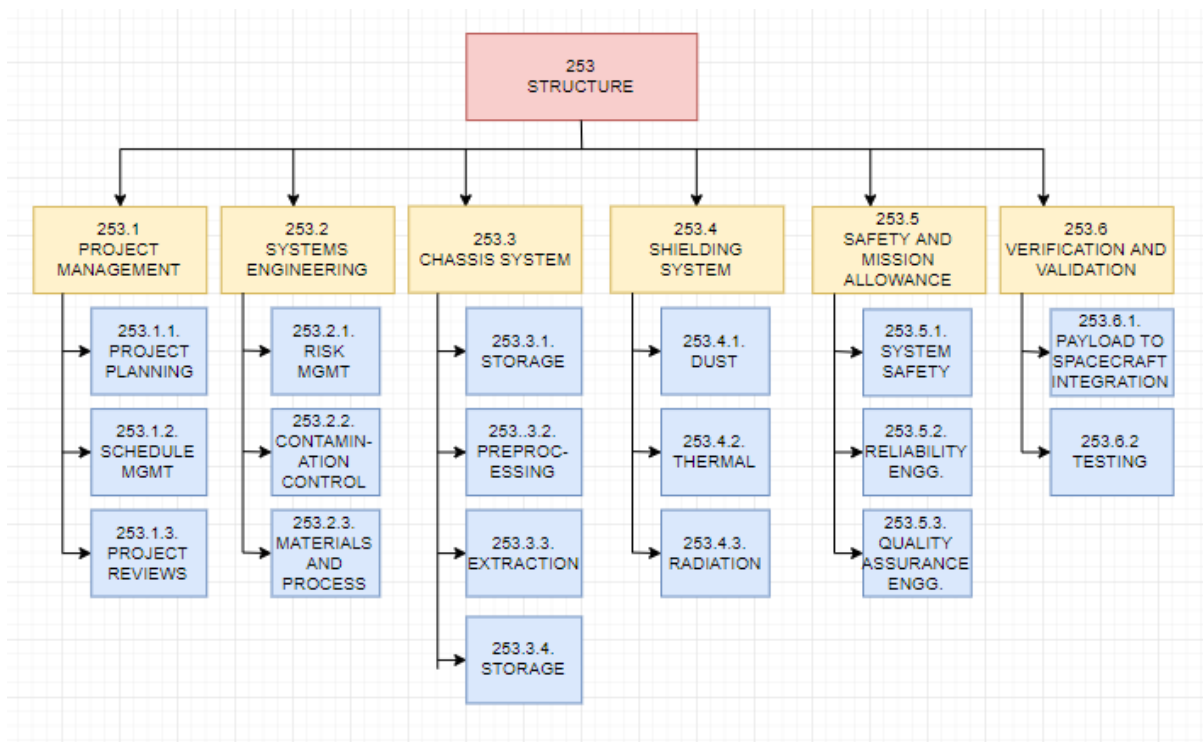 253
STRUCTURE
253.1
PROJECT
MANAGEMENT
253.2
SYSTEMS
ENGINEERING
253.3
CHASSIS SYSTEM
253.4
SHIELDING
SYSTEM
253.5
SAFETY AND
MISSION
ALLOWANCE
253.6
VERIFICATION AND
VALIDATION
253.1.1.
PROJECT
PLANNING
253.1.2.
SCHEDULE
MGMT
253.1.3.
PROJECT
REVIEWS
253.2.1.
RISK
MGMT
253.2.2.
CONTAMIN-
ATION
CONTROL
253.2.3.
MATERIALS
AND
PROCESS
253.3.1.
STORAGE
253..3.2.
PREPROC-
ESSING
253.3.3.
EXTRACTION
253.3.4.
STORAGE
253.4.1.
DUST
253.4.2.
THERMAL
253.4.3.
RADIATION
253.5.1.
SYSTEM
SAFETY
253.5.2.
RELIABILITY
ENGG.
253.5.3.
QUALITY
ASSURANCE
ENGG.
253.6.1.
PAYLOAD TO
SPACECRAFT
INTEGRATION
253.6.2
TESTING